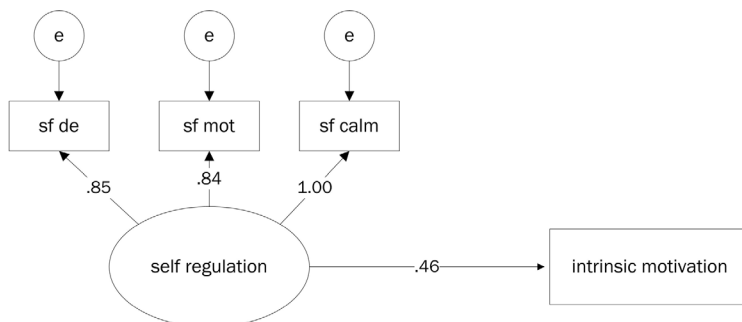 e
e
e
sf de
sf mot
sf calm
.85
.84
1.00
self regulation
.46
intrinsic motivation